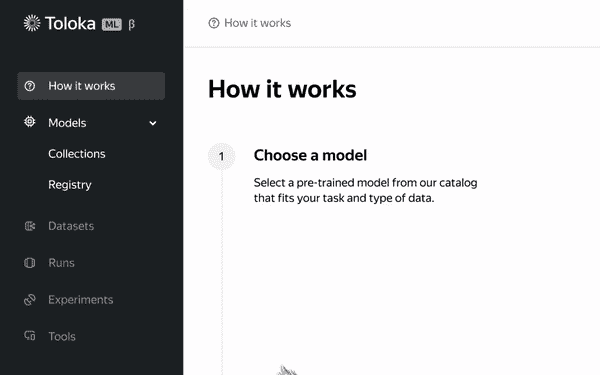 Toloka ML β
How it works
Models
Collections
Registry
Datasets
Runs
Experiments
Tools
How it works
How it works
1
Choose a model
Select a pre-trained model from our catalog
that fits your task and type of data.